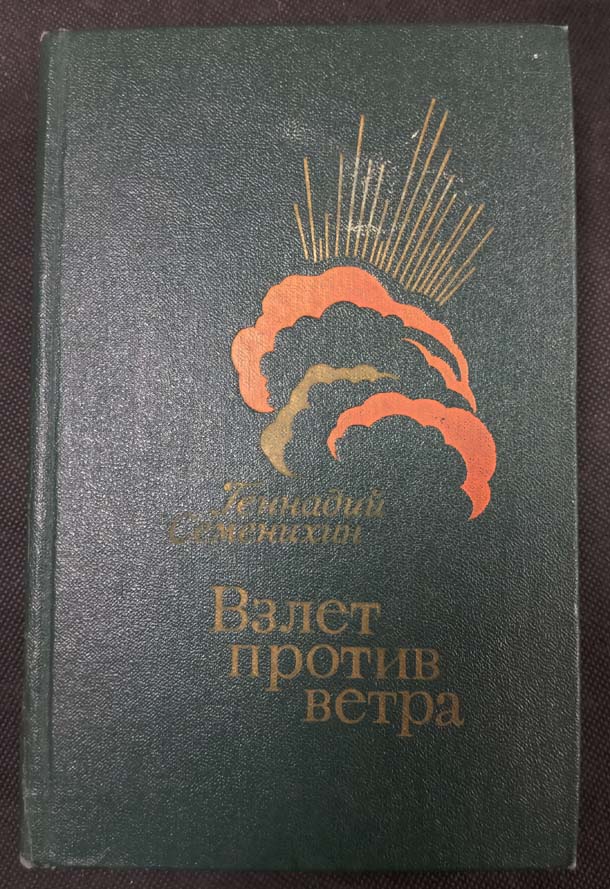 Геннадий
Семенихин
Взлет
против
ветра